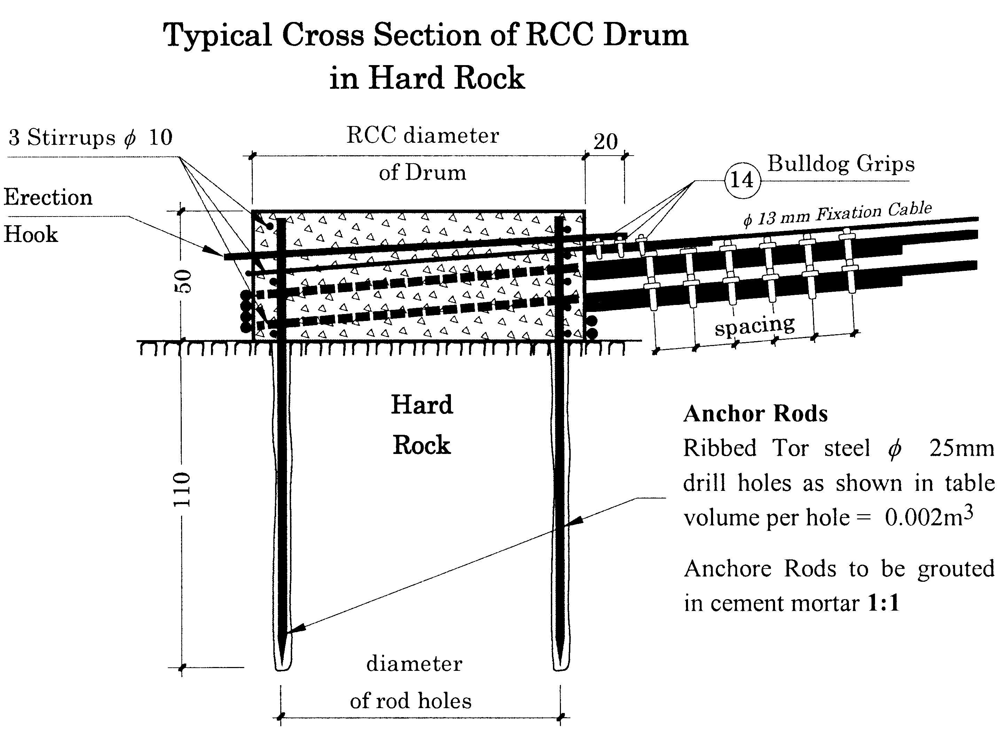 Typical Cross Section of RCC Drum
in Hard Rock
3 Stirrups ϕ 10
RCC diameter
of Drum
20
14
Bulldog Grips
Erection
Hook
ϕ 13 mm Fixation Cable
50
spacing
110
Hard
Rock
Anchor Rods
Ribbed Tor steel ϕ 25mm
drill holes as shown in table
volume per hole = 0.002m³
Anchore Rods to be grouted
in cement mortar 1:1
diameter
of rod holes